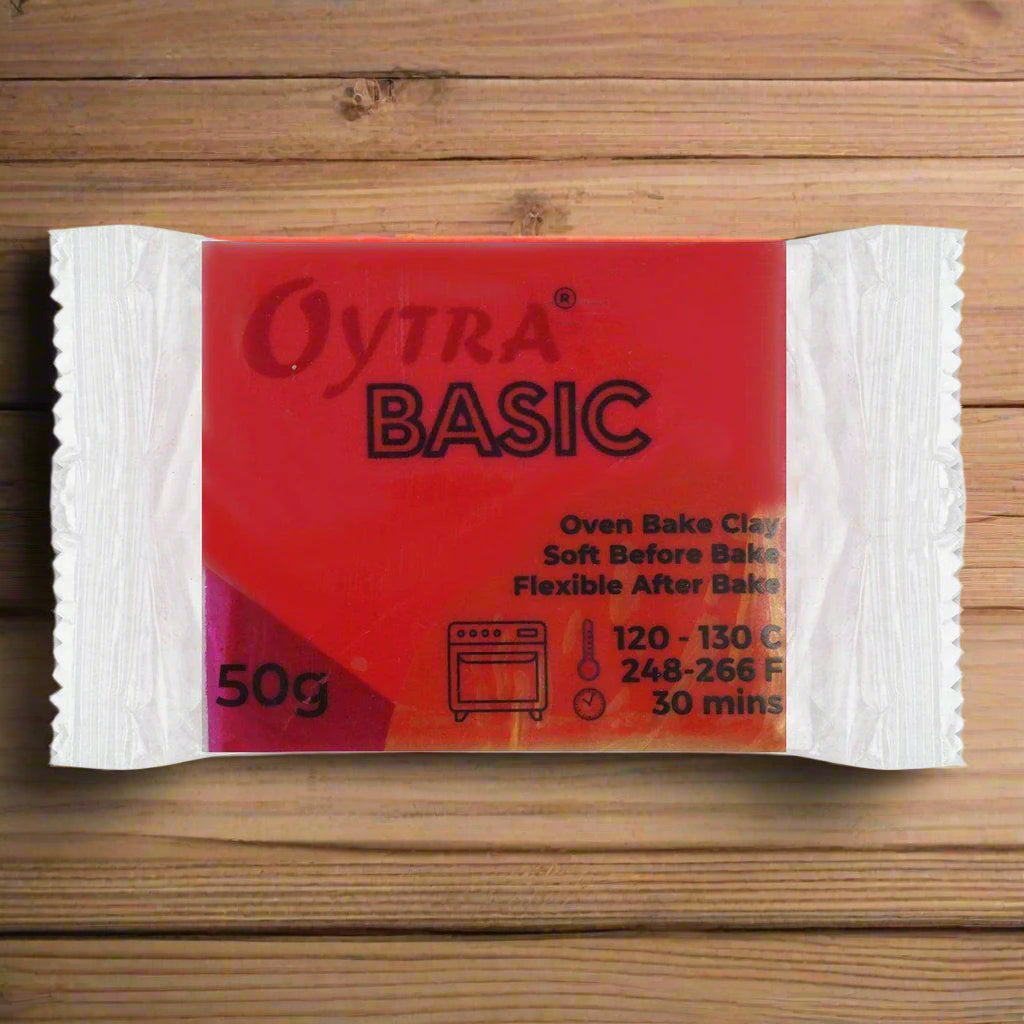 OYTRA®
BASIC
Oven Bake Clay
Soft Before Bake
Flexible After Bake
120 - 130 C
248-266 F
30 mins
50g